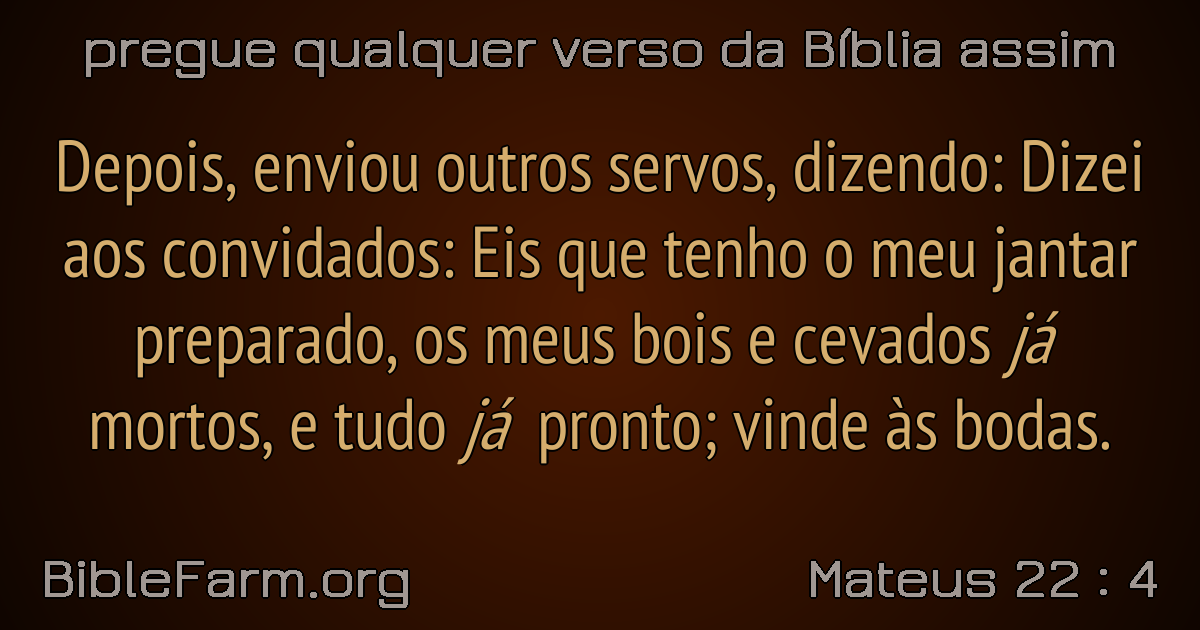 pregue qualquer verso da Bíblia assim
Depois, enviou outros servos, dizendo: Dizei
aos convidados: Eis que tenho o meu jantar
preparado, os meus bois e cevados já
mortos, e tudo já pronto; vinde às bodas.
BibleFarm.org
Mateus 22 : 4